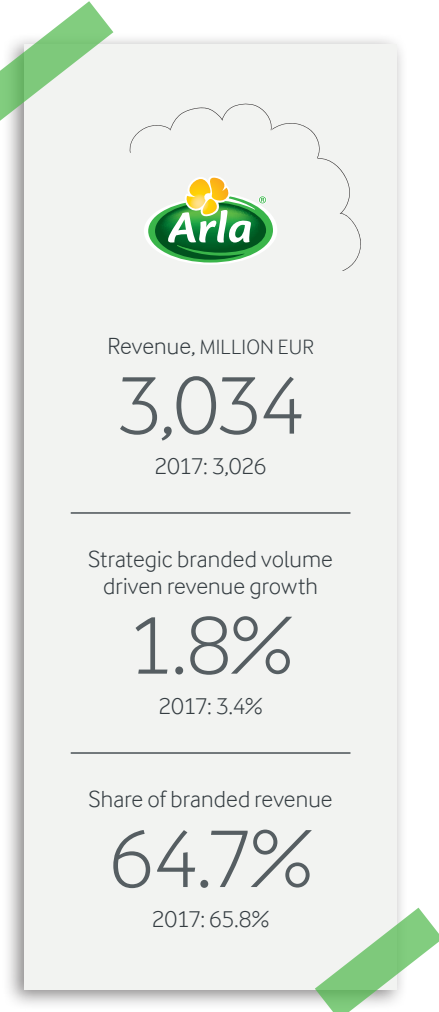 Arla®
Revenue, MILLION EUR
3,034
2017: 3,026
Strategic branded volume
driven revenue growth
1.8%
2017: 3.4%
Share of branded revenue
64.7%
2017: 65.8%